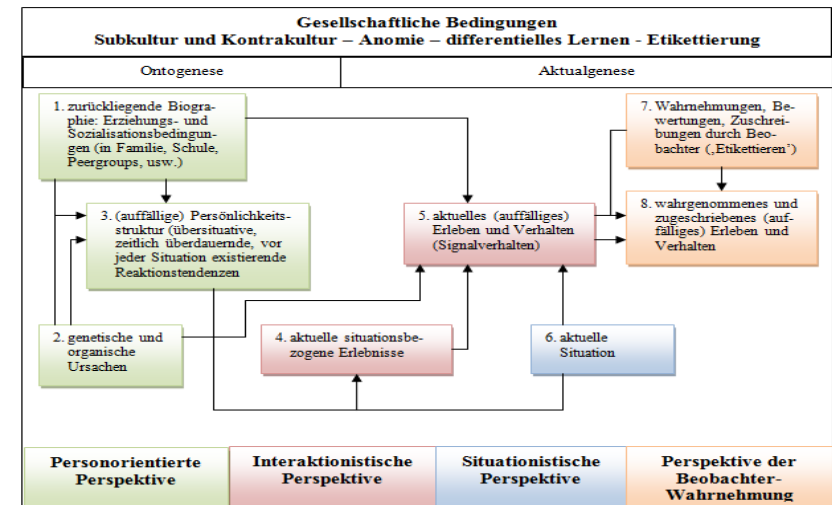 Gesellschaftliche Bedingungen
Subkultur und Kontrakultur – Anomie – differentielles Lernen - Etikettierung
Ontogenese
Aktualgenese
1. zurückliegende Biogra-
phie: Erziehungs- und
Sozialisationsbedingun-
gen (in Familie, Schule,
Peergroups, usw.)
7. Wahrnehmungen, Be-
wertungen, Zuschrei-
bungen durch Beo-
bachter (‚Etikettieren’)
3. (auffällige) Persönlichkeits-
struktur (übersituative,
zeitlich überdauernde, vor
jeder Situation existierende
Reaktionstendenzen
5. aktuelles (auffälliges)
Erleben und Verhalten
(Signalverhalten)
8. wahrgenommenes und
zugeschriebenes (auf-
fälliges) Erleben und
Verhalten
2. genetische und
organische
Ursachen
4. aktuelle situationsbe-
zogene Erlebnisse
6. aktuelle
Situation
Personorientierte
Perspektive
Interaktionistische
Perspektive
Situationistische
Perspektive
Perspektive der
Beobachter-
Wahrnehmung